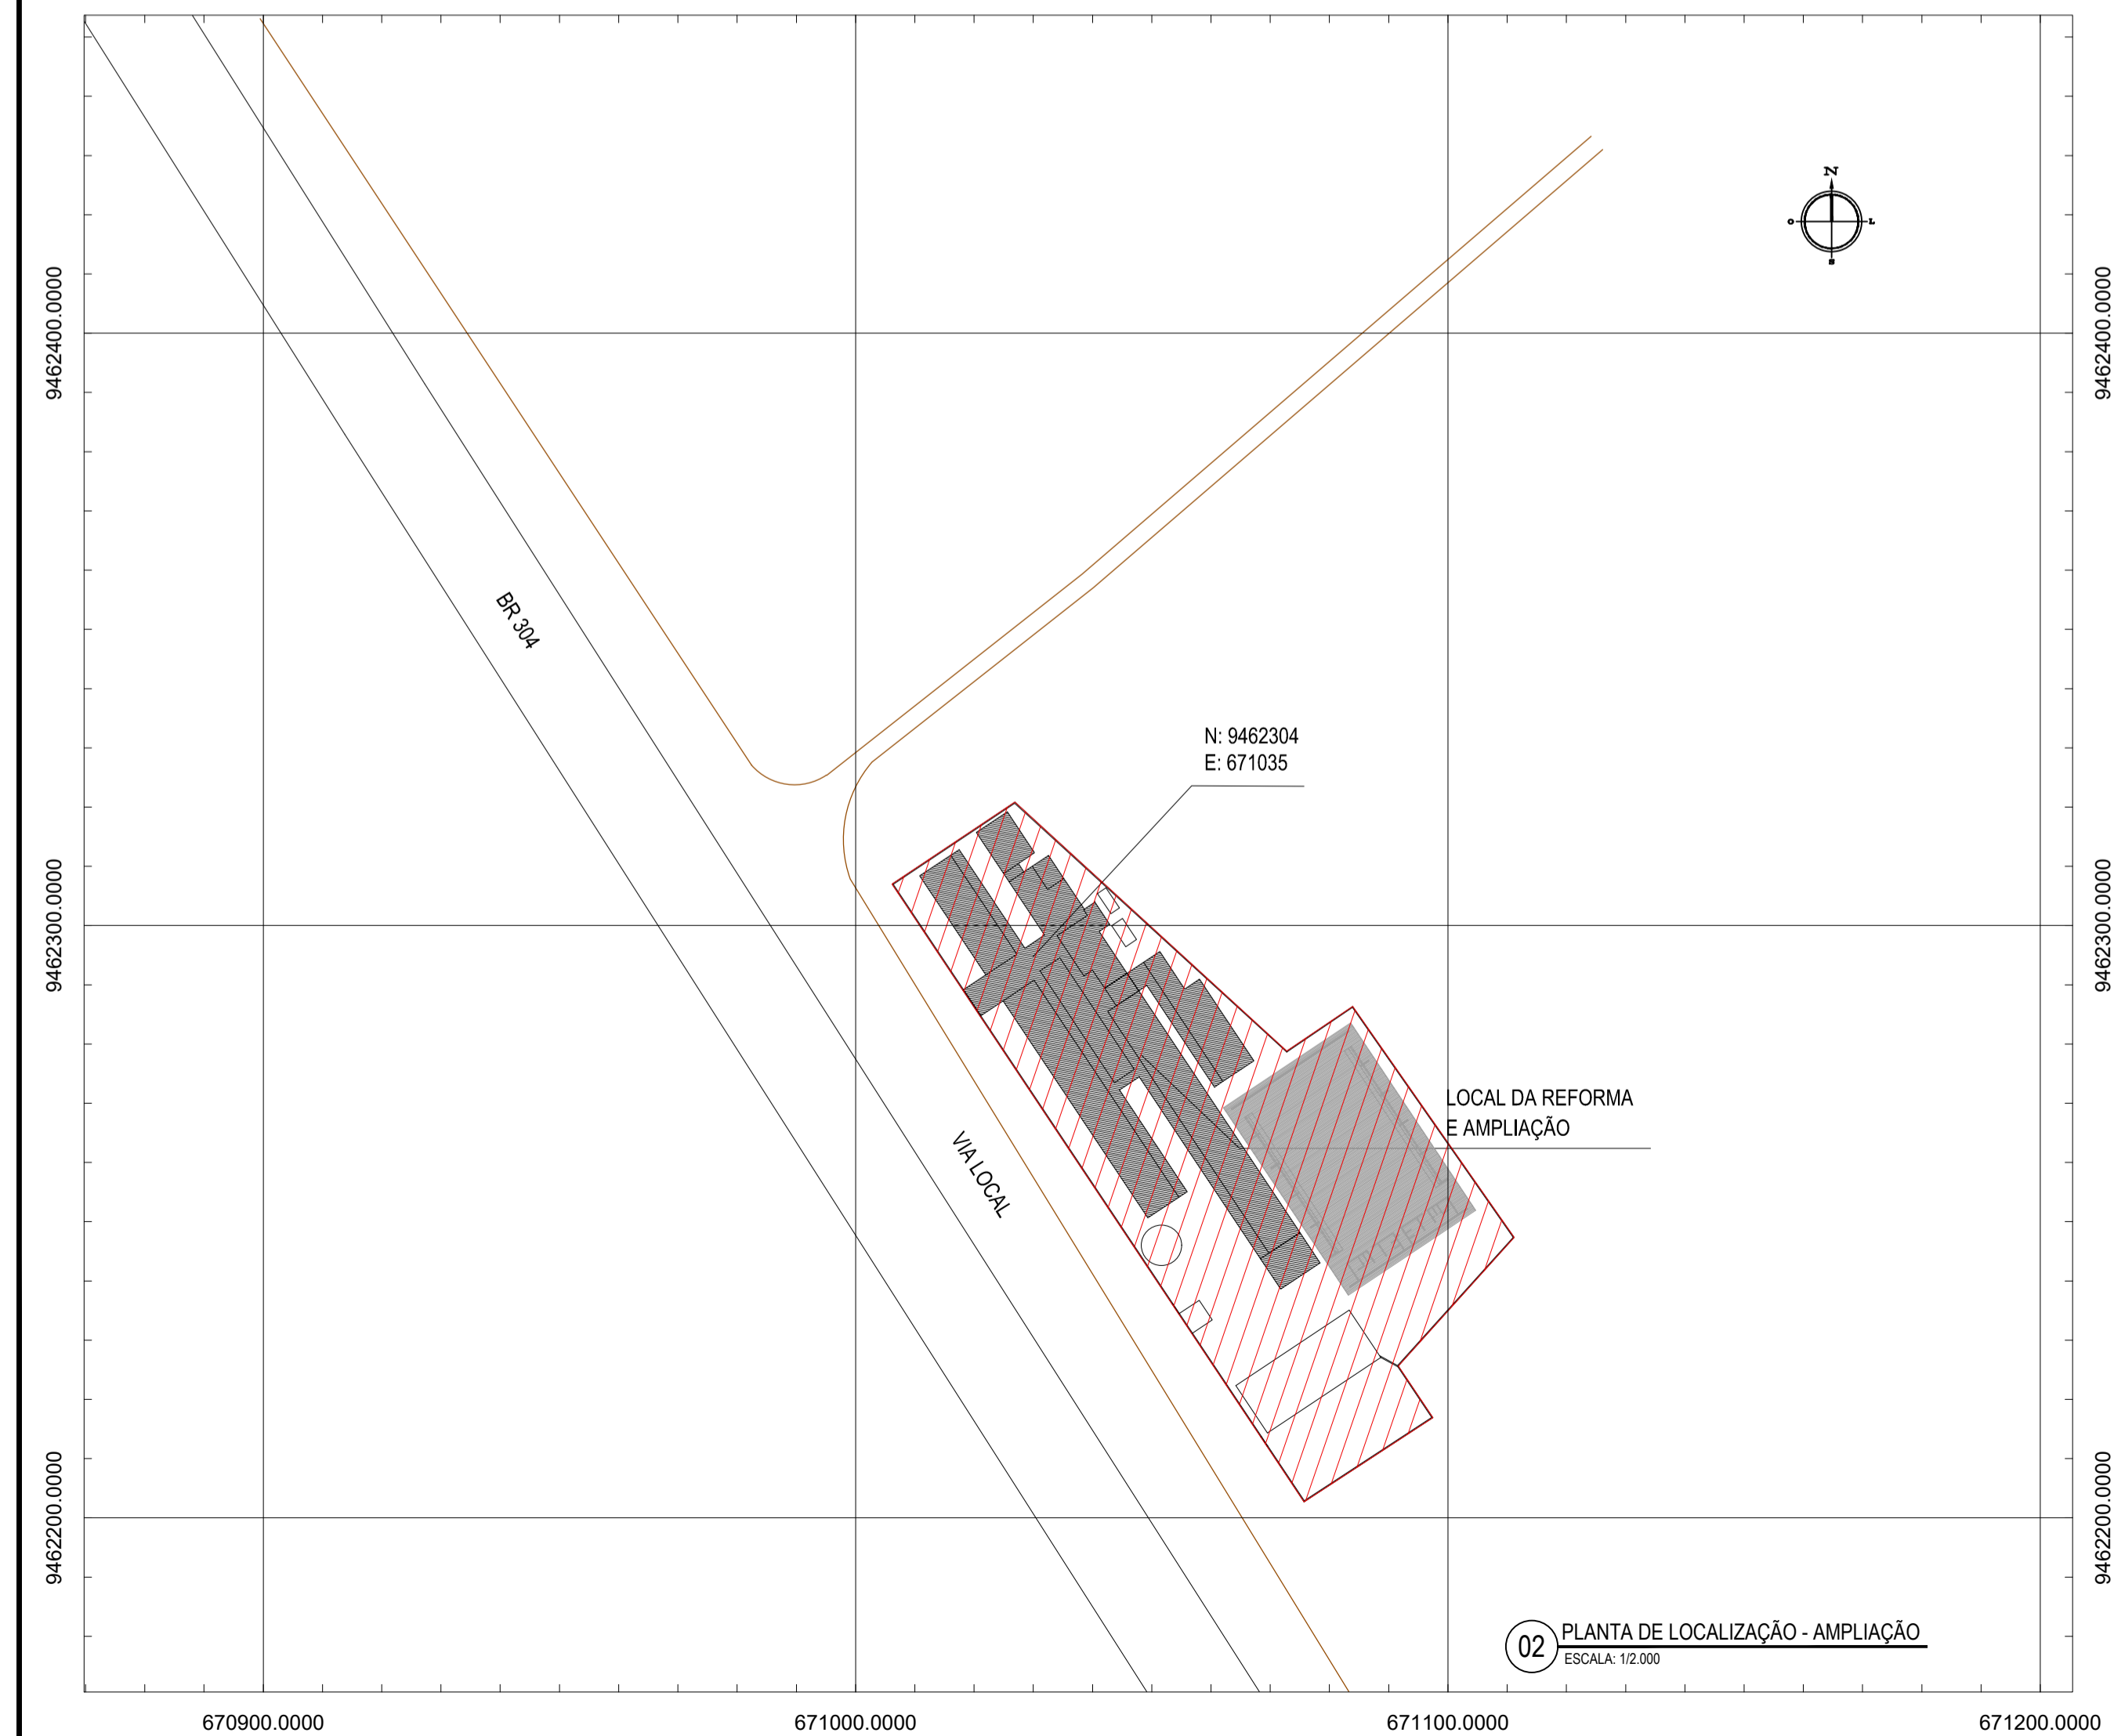 N
O
L
S
9462400.0000
9462400.0000
BR 304
N: 9462304
E: 671035
9462300.0000
9462300.0000
LOCAL DA REFORMA
E AMPLIAÇÃO
VIA LOCAL
9462200.0000
9462200.0000
02
PLANTA DE LOCALIZAÇÃO - AMPLIAÇÃO
ESCALA: 1/2.000
670900.0000
671000.0000
671100.0000
671200.0000